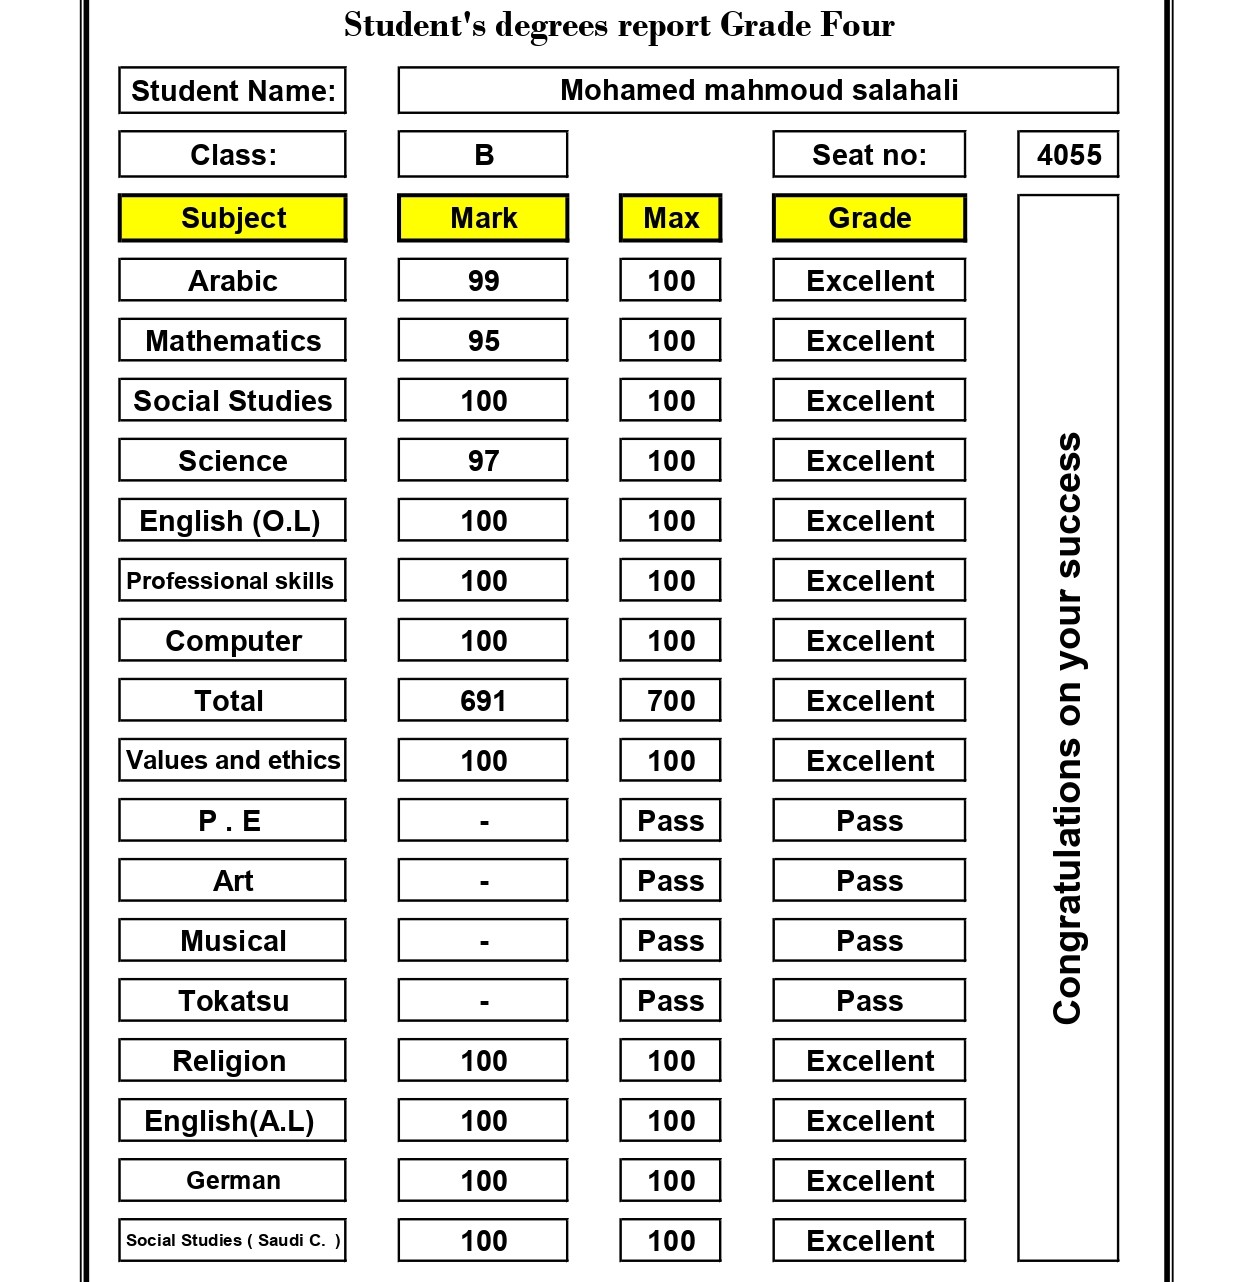 Student's degrees report Grade Four
Student Name: Mohamed mahmoud salahali
Class: B Seat no: 4055
Subject Mark Max Grade
Arabic 99 100 Excellent
Mathematics 95 100 Excellent
Social Studies 100 100 Excellent
Science 97 100 Excellent
English (O.L) 100 100 Excellent
Professional skills 100 100 Excellent
Computer 100 100 Excellent
Total 691 700 Excellent
Values and ethics 100 100 Excellent
P . E - Pass Pass
Art - Pass Pass
Musical - Pass Pass
Tokatsu - Pass Pass
Religion 100 100 Excellent
English(A.L) 100 100 Excellent
German 100 100 Excellent
Social Studies ( Saudi C. ) 100 100 Excellent
Congratulations on your success